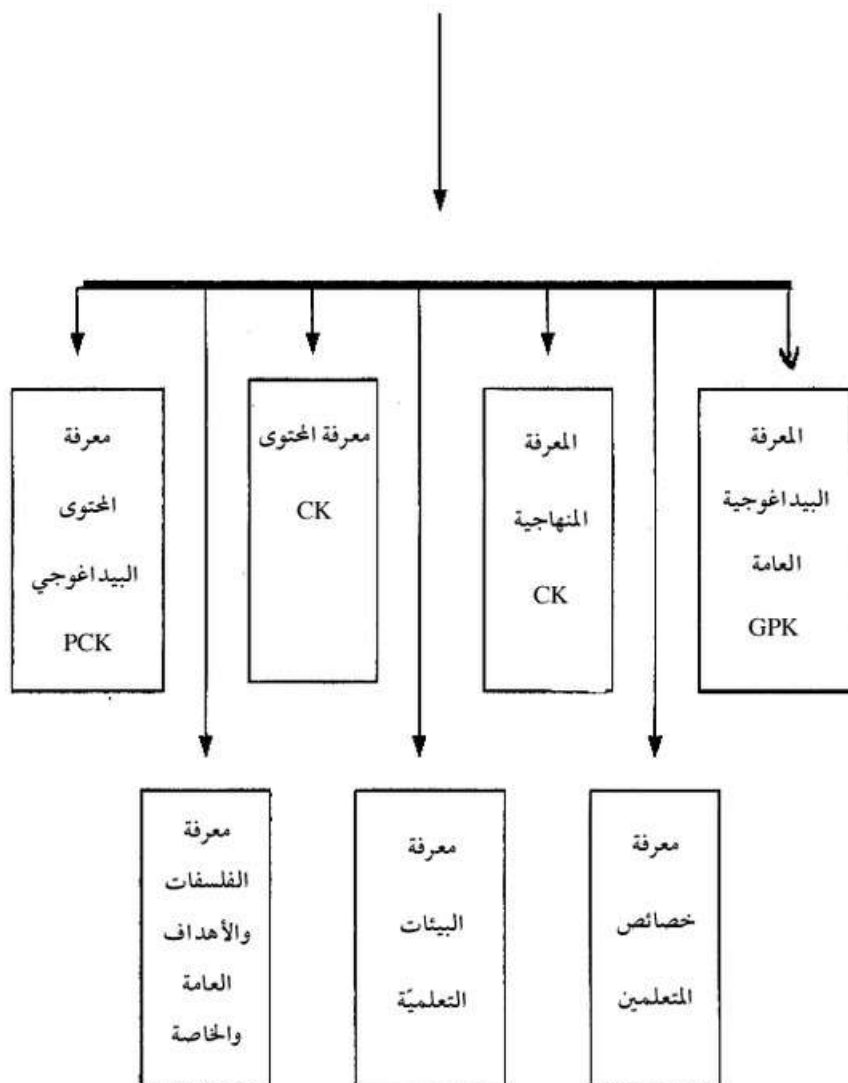 المعرفة
البيداغوجية
العامة
GPK
المعرفة
المنهاجية
CK
معرفة المحتوى
CK
معرفة
المحتوى
البيداغوجي
PCK
معرفة
خصائص
المتعلمين
معرفة
البيئات
التعلميّة
معرفة
الفلسفات
والأهداف
العامة
والخاصة